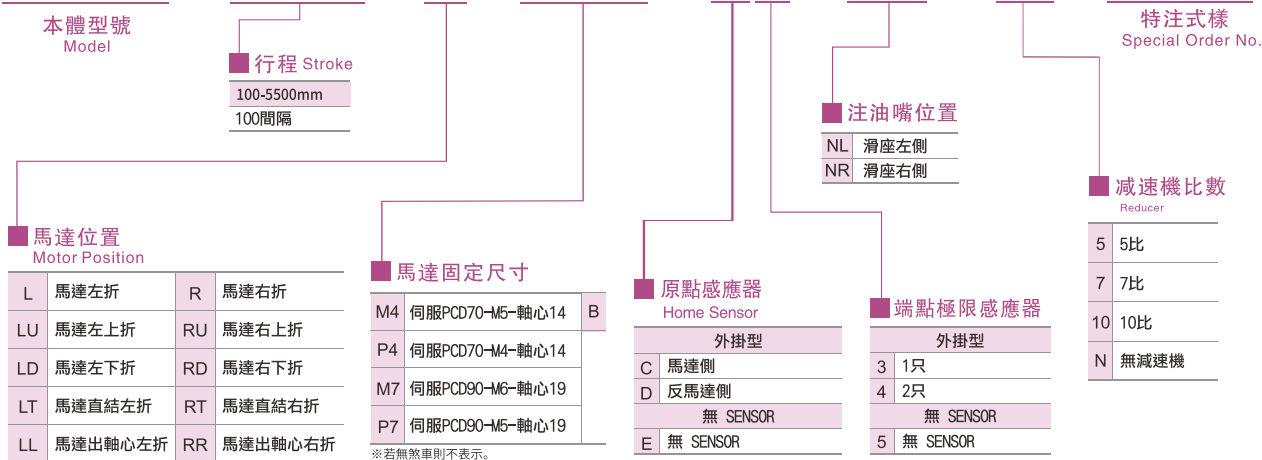 本體型號
Model
特注式樣
Special Order No.
行程 Stroke
100-5500mm
100間隔
注油嘴位置
NL 滑座左側
NR 滑座右側
减速機比數
Reducer
5 5比
7 7比
10 10比
N 無減速機
馬達位置
Motor Position
L 馬達左折 R 馬達右折
LU 馬達左上折 RU 馬達右上折
LD 馬達左下折 RD 馬達右下折
LT 馬達直結左折 RT 馬達直結右折
LL 馬達出軸心左折 RR 馬達出軸心右折
馬達固定尺寸
M4 伺服PCD70-M5-軸心14 B
P4 伺服PCD70-M4-軸心14
M7 伺服PCD90-M6-軸心19
P7 伺服PCD90-M5-軸心19
※若無煞車則不表示。
原點感應器
Home Sensor
外掛型
C 馬達側
D 反馬達側
無 SENSOR
E 無 SENSOR
端點極限感應器
外掛型
3 1只
4 2只
無 SENSOR
5 無 SENSOR